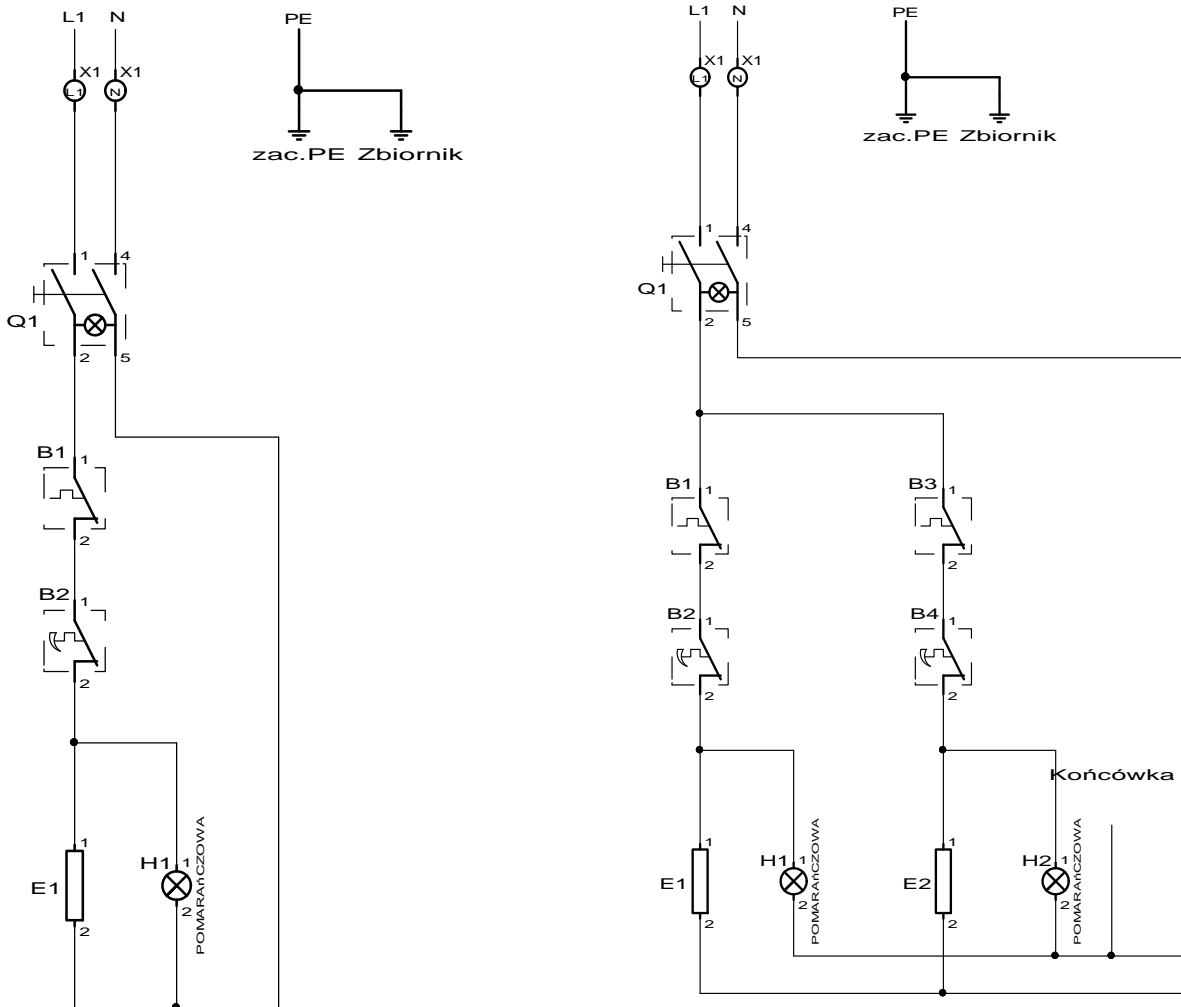 L1 N
PE
X1 X1
L1 N
zac.PE Zbiornik
1 4
Q1
2 5
B1 1
2
B2 1
2
1
E1
2
H1 1
2
POMARAńCZOWA
L1 N
PE
X1 X1
L1 N
zac.PE Zbiornik
1 4
Q1
2 5
B1 1
2
B3 1
2
B2 1
2
B4 1
2
Końcówka
1
E1
2
H1 1
2
POMARAńCZOWA
1
E2
2
H2 1
2
POMARAńCZOWA